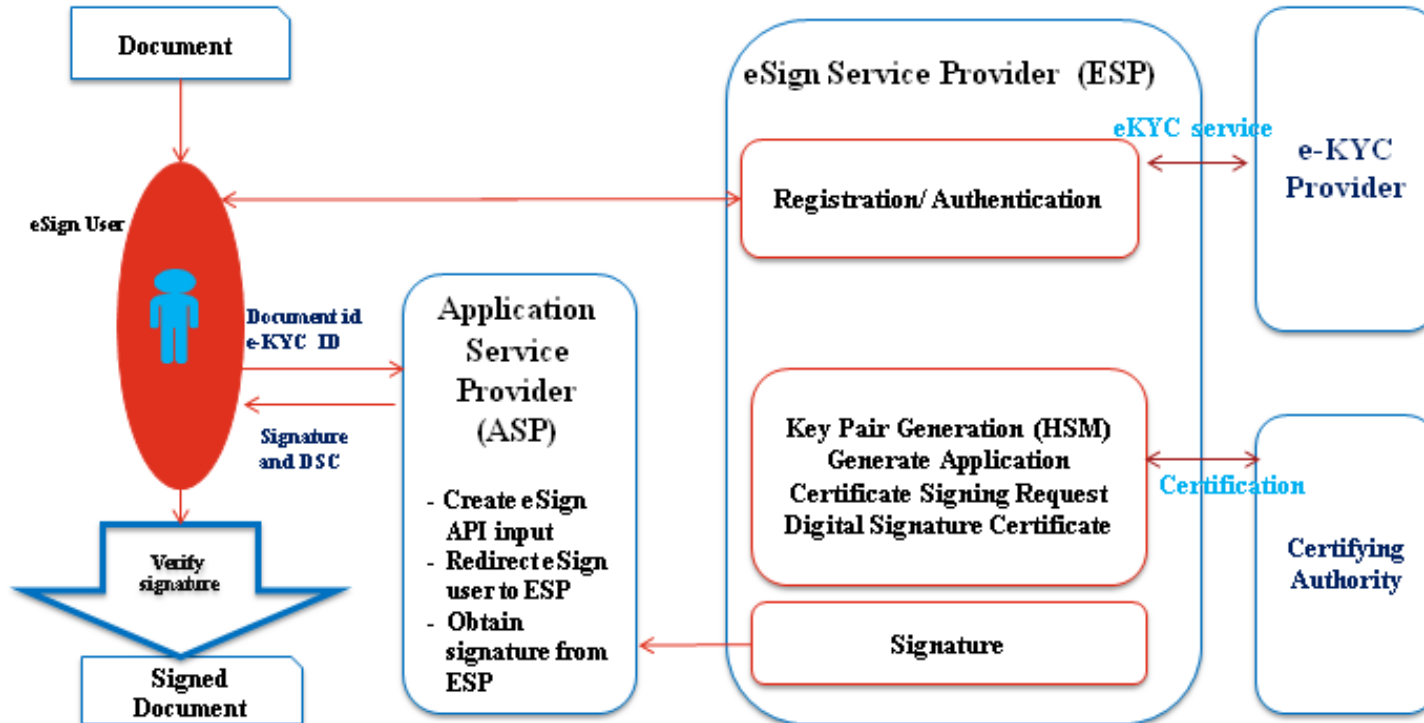 Document
eSign User
Document id
e-KYC ID
Signature
and DSC
Verify
signature
Signed
Document
Application
Service
Provider
(ASP)
- Create eSign
API input
- Redirect eSign
user to ESP
- Obtain
signature from
ESP
eSign Service Provider (ESP)
Registration/ Authentication
Key Pair Generation (HSM)
Generate Application
Certificate Signing Request
Digital Signature Certificate
Signature
eKYC service
e-KYC
Provider
Certification
Certifying
Authority